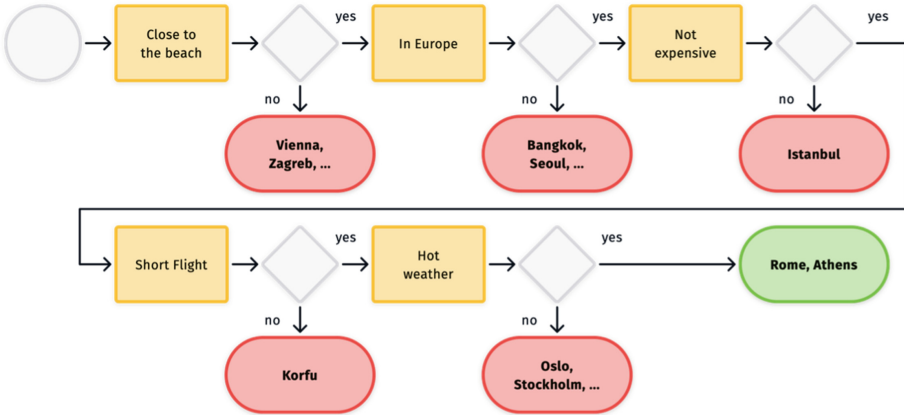 yes
yes
yes
Close to
the beach
In Europe
Not
expensive
no
no
no
Vienna,
Zagreb, ...
Bangkok,
Seoul, ...
Istanbul
yes
yes
Short Flight
Hot
weather
Rome, Athens
no
no
Korfu
Oslo,
Stockholm, ...